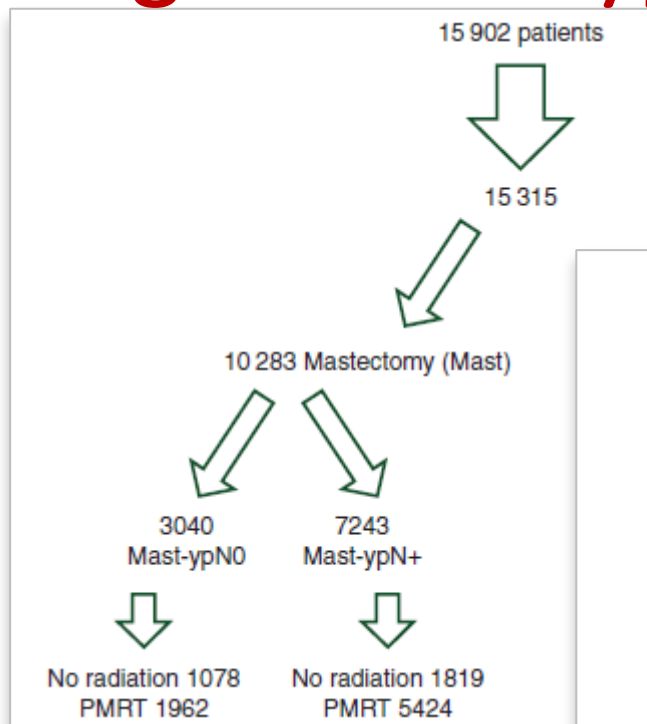 15 902 patients
15 315
10 283 Mastectomy (Mast)
3040
Mast-ypN0
7243
Mast-ypN+
No radiation 1078
PMRT 1962
No radiation 1819
PMRT 5424